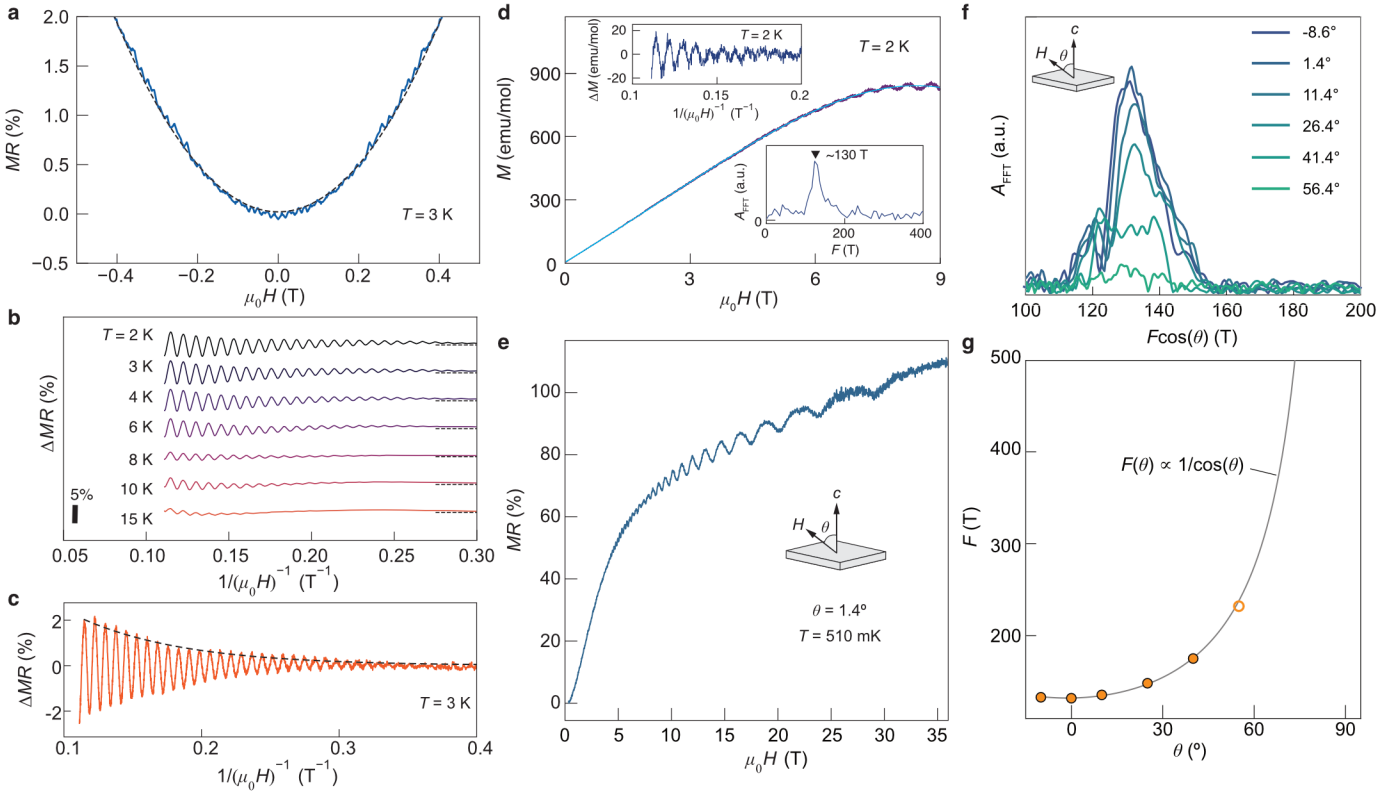 a
2.0
1.5
1.0
0.5
0.0
−0.5
MR (%)
T = 3 K
−0.4
−0.2
0.0
0.2
0.4
μ₀H (T)
b
T = 2 K
3 K
4 K
6 K
8 K
10 K
15 K
5%
ΔMR (%)
0.05
0.10
0.15
0.20
0.25
0.30
1/(μ₀H)⁻¹ (T⁻¹)
c
2
0
-2
ΔMR (%)
T = 3 K
0.1
0.2
0.3
0.4
1/(μ₀H)⁻¹ (T⁻¹)
d
900
600
300
0
M (emu/mol)
T = 2 K
0
3
6
9
μ₀H (T)
20
0
-20
ΔM (emu/mol)
T = 2 K
0.1
0.15
0.2
1/(μ₀H)⁻¹ (T⁻¹)
~130 T
A_FFT (a.u.)
0
0
200
400
F (T)
e
100
80
60
40
20
0
MR (%)
c
H
θ
θ = 1.4º
T = 510 mK
0
5
10
15
20
25
30
35
μ₀H (T)
f
c
H
θ
-8.6°
1.4°
11.4°
26.4°
41.4°
56.4°
A_FFT (a.u.)
100
120
140
160
180
200
Fcos(θ) (T)
g
500
400
300
200
F (T)
F(θ) ∝ 1/cos(θ)
0
30
60
90
θ (º)